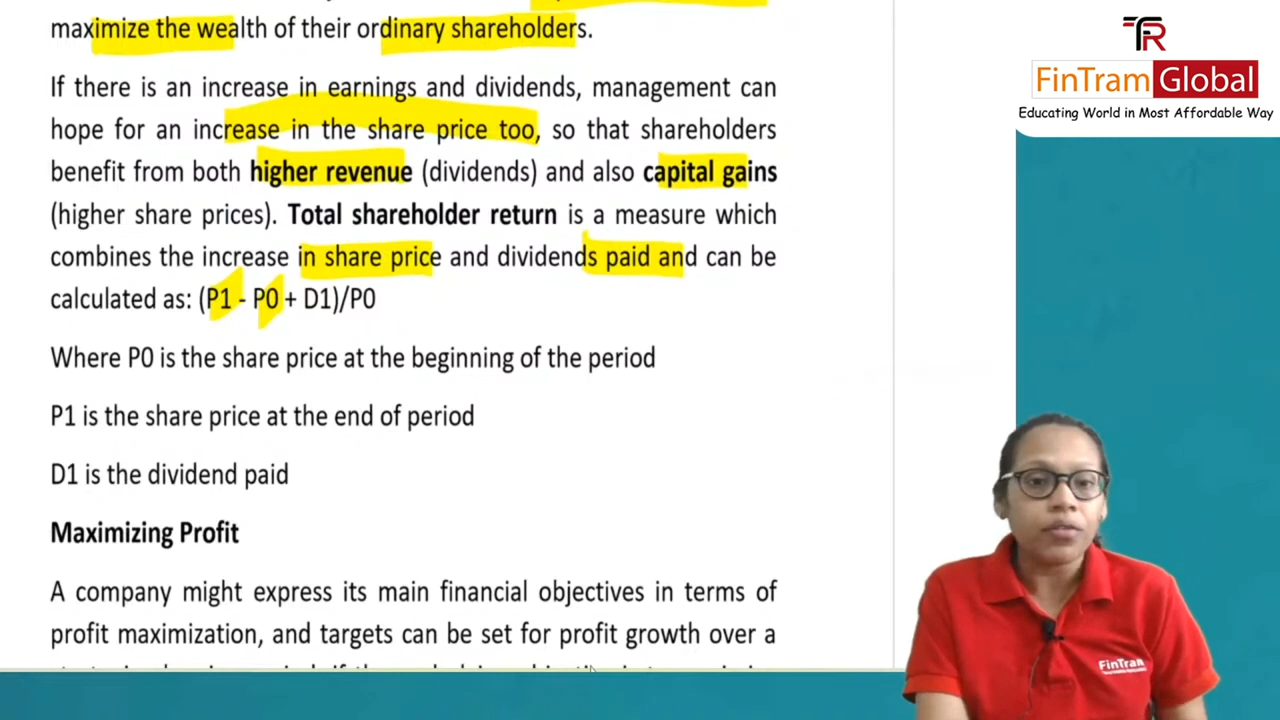 maximize the wealth of their ordinary shareholders.
If there is an increase in earnings and dividends, management can
hope for an increase in the share price too, so that shareholders
benefit from both higher revenue (dividends) and also capital gains
(higher share prices). Total shareholder return is a measure which
combines the increase in share price and dividends paid and can be
calculated as: (P1 - P0 + D1)/P0
Where P0 is the share price at the beginning of the period
P1 is the share price at the end of period
D1 is the dividend paid
Maximizing Profit
A company might express its main financial objectives in terms of
profit maximization, and targets can be set for profit growth over a
TFR
FinTram Global
Educating World in Most Affordable Way
FinTram